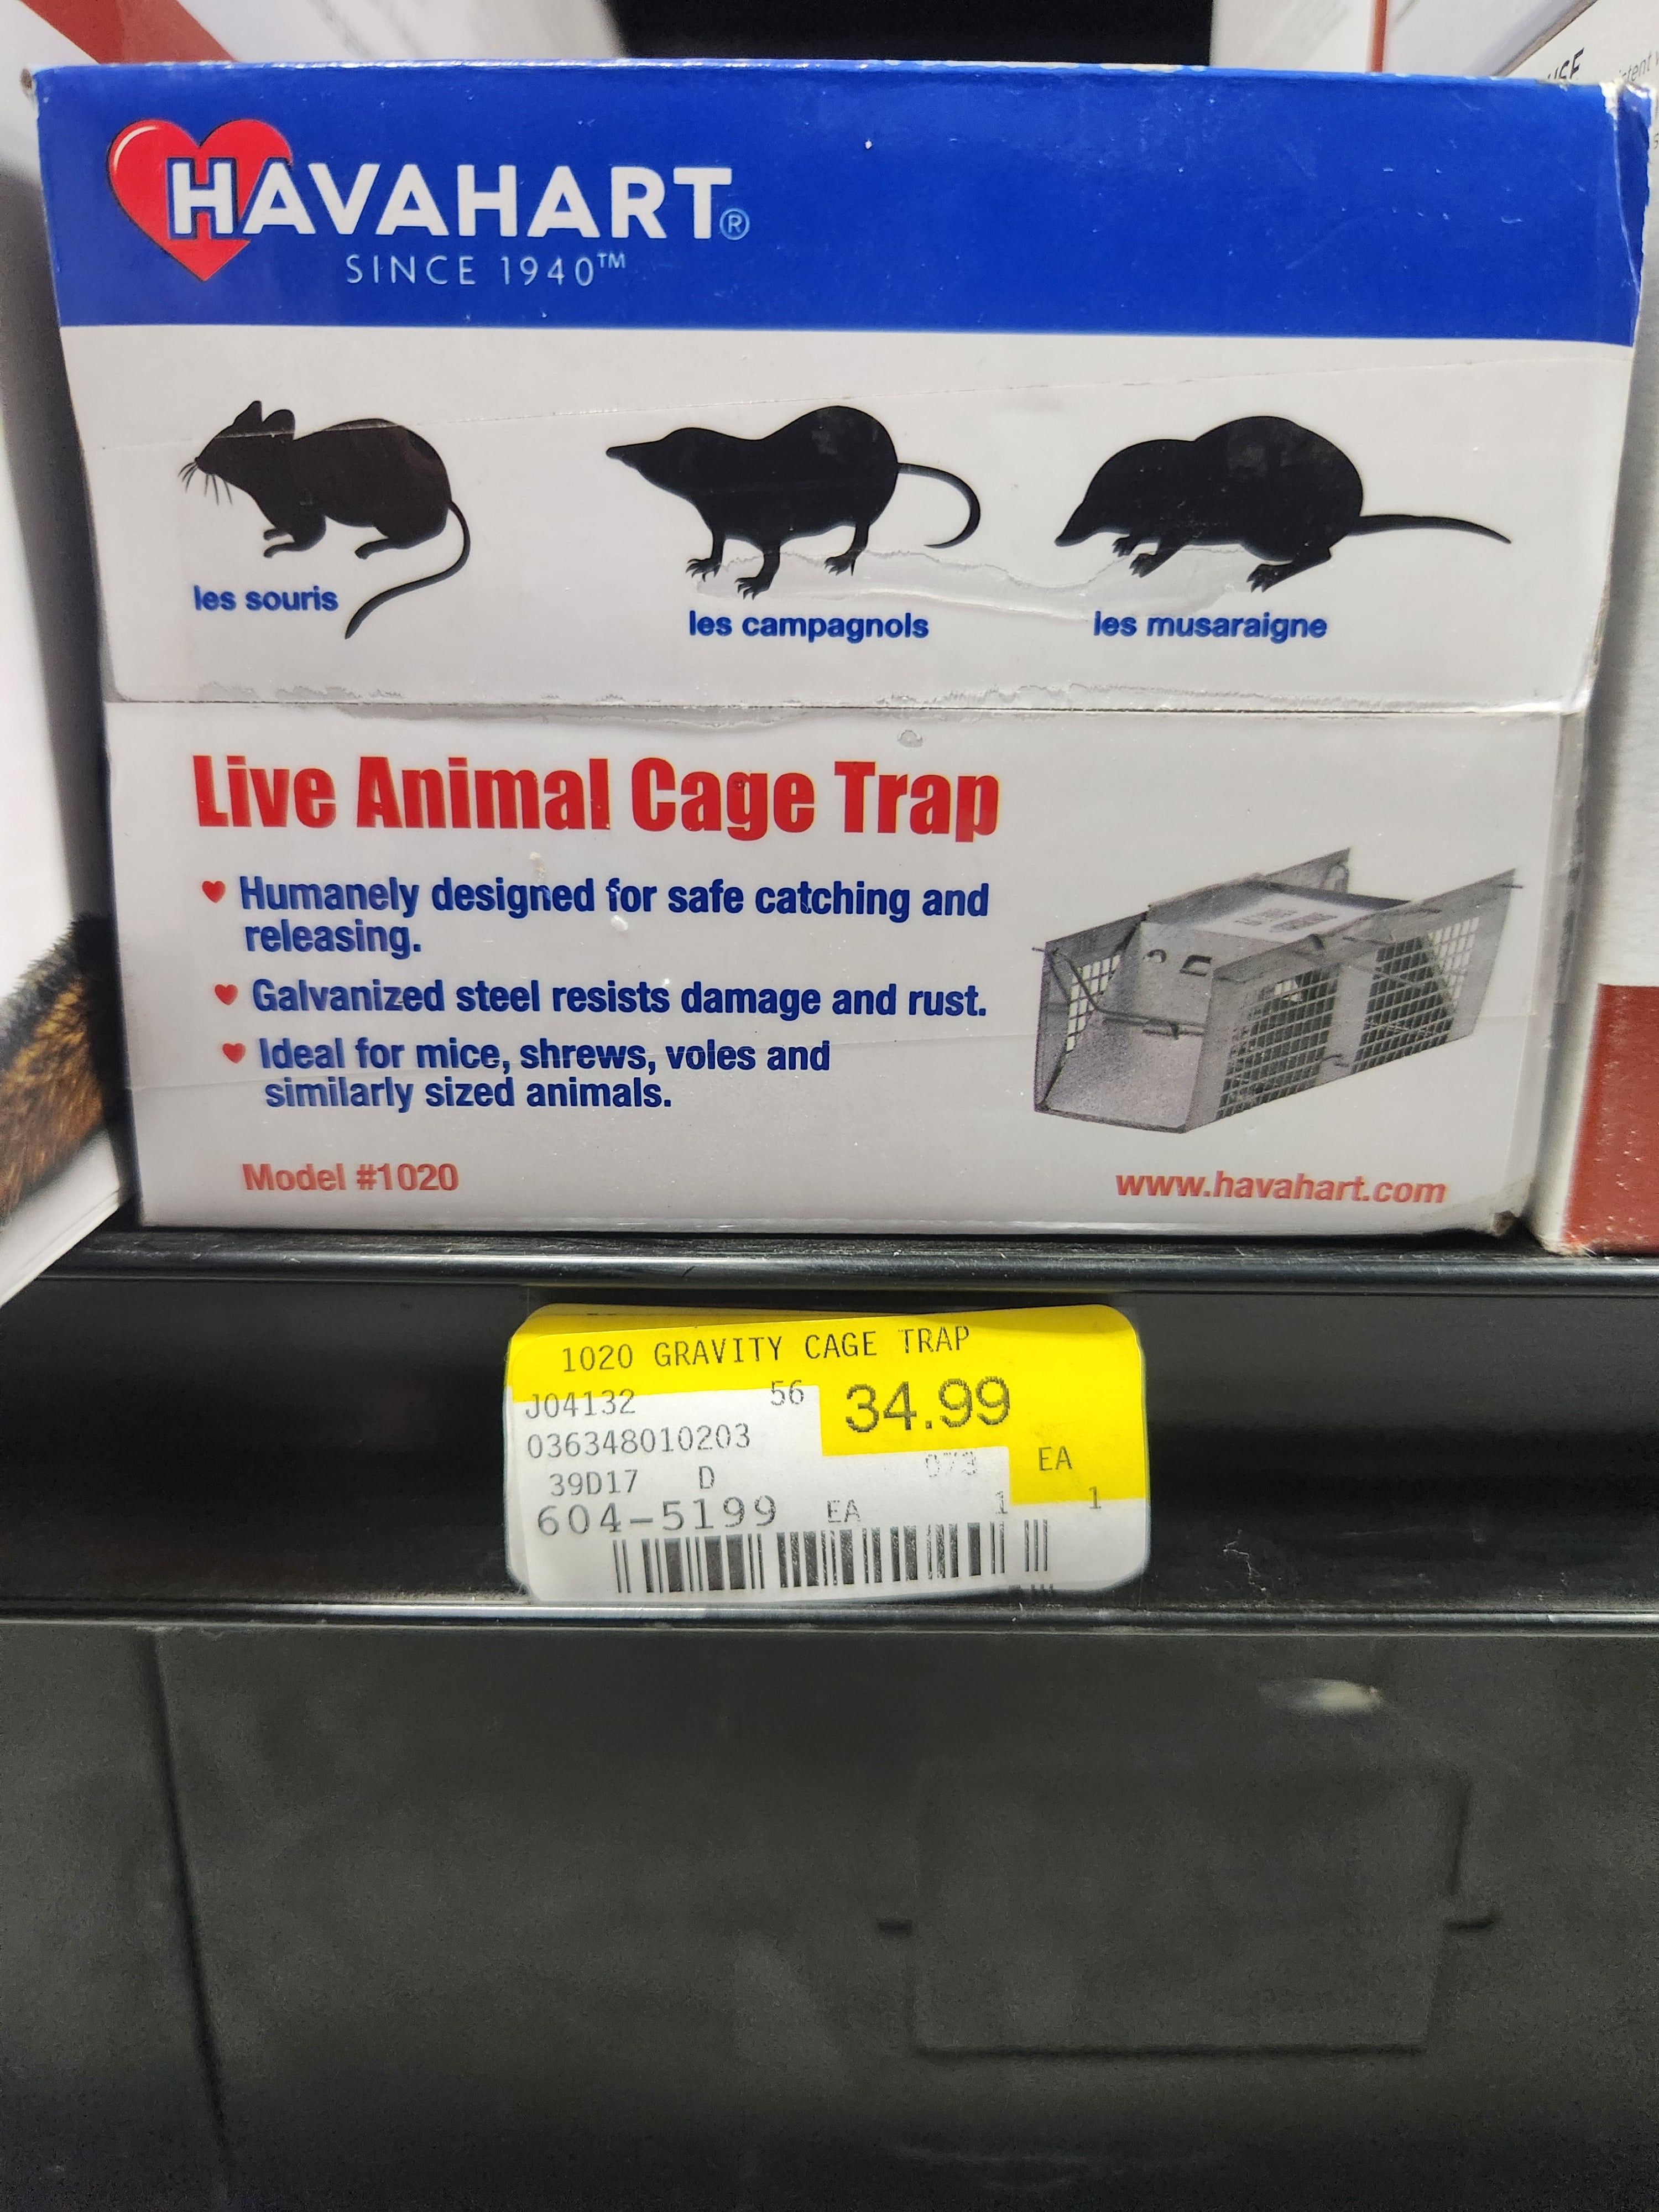 HAVAHART®
SINCE 1940™
les souris
les campagnols
les musaraigne
Live Animal Cage Trap
Humanely designed for safe catching and
releasing.
Galvanized steel resists damage and rust.
Ideal for mice, shrews, voles and
similarly sized animals.
Model #1020
www.havahart.com
1020 GRAVITY CAGE TRAP
J04132 56 34.99
036348010203
39D17 D 073 EA
604-5199 EA 1 1